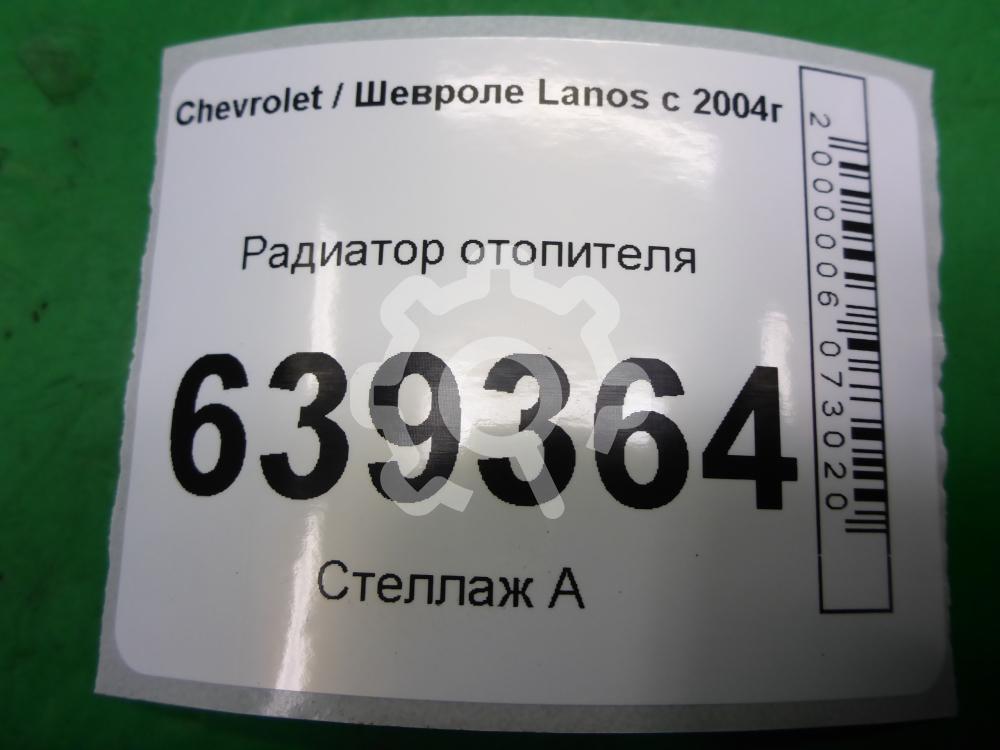 Chevrolet / Шевроле Lanos с 2004г
Радиатор отопителя
639364
Стеллаж А
2000006073020